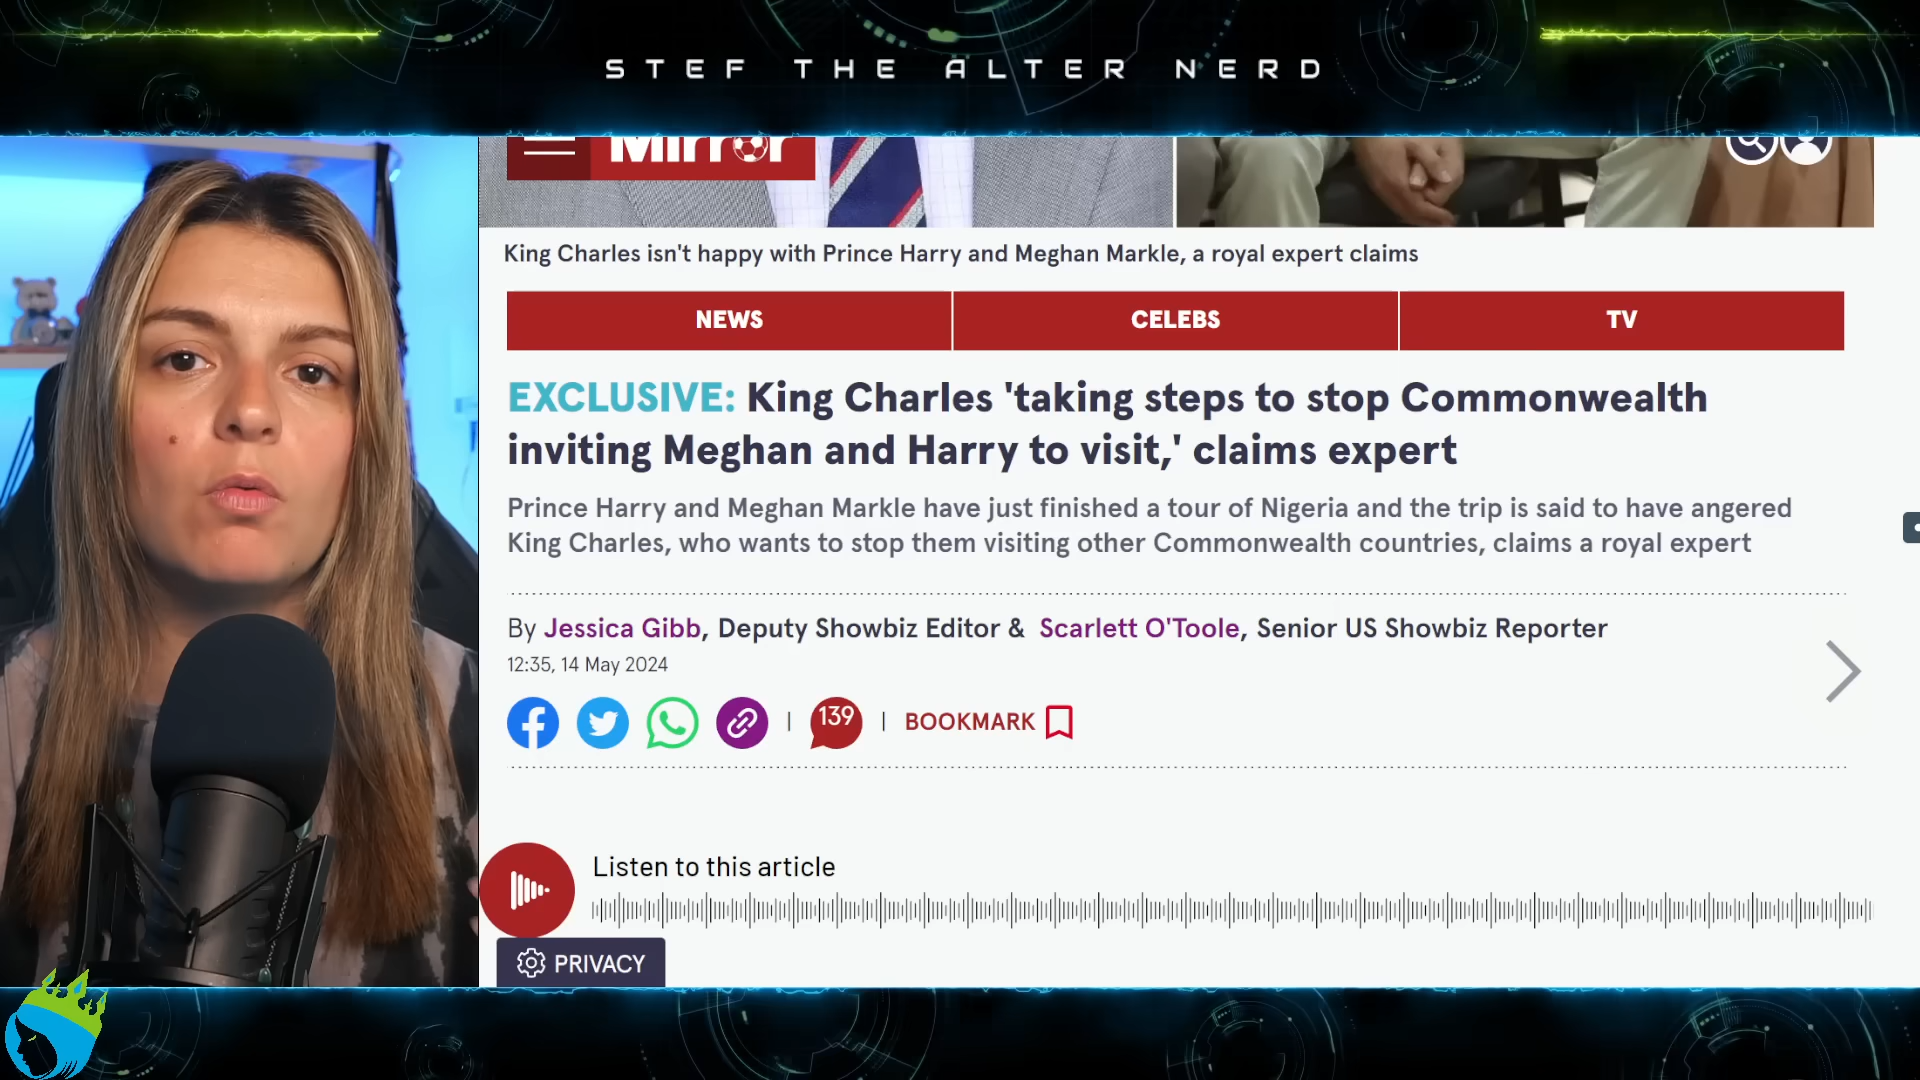 STEF THE ALTER NERD
Mirror
King Charles isn't happy with Prince Harry and Meghan Markle, a royal expert claims
NEWS CELEBS TV
EXCLUSIVE: King Charles 'taking steps to stop Commonwealth
inviting Meghan and Harry to visit,' claims expert
Prince Harry and Meghan Markle have just finished a tour of Nigeria and the trip is said to have angered
King Charles, who wants to stop them visiting other Commonwealth countries, claims a royal expert
By Jessica Gibb, Deputy Showbiz Editor & Scarlett O'Toole, Senior US Showbiz Reporter
12:35, 14 May 2024
139 | BOOKMARK
Listen to this article
PRIVACY